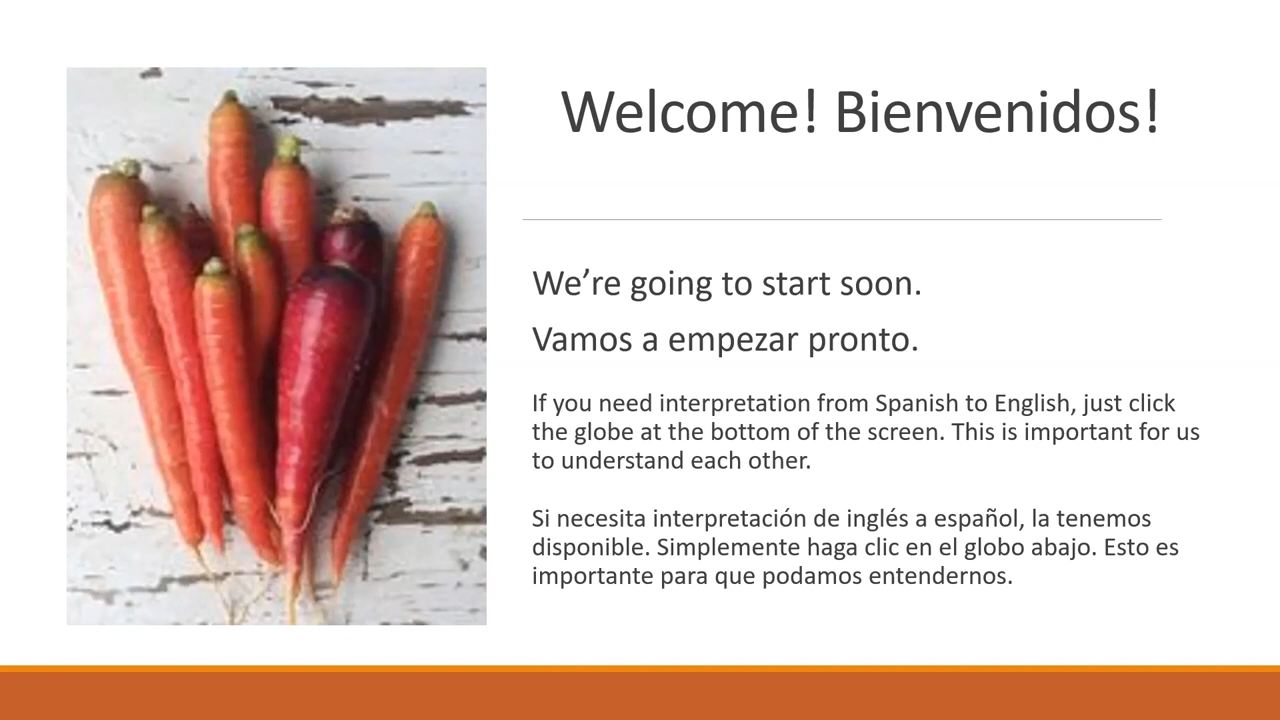 Welcome! Bienvenidos!
We’re going to start soon.
Vamos a empezar pronto.
If you need interpretation from Spanish to English, just click
the globe at the bottom of the screen. This is important for us
to understand each other.
Si necesita interpretación de inglés a español, la tenemos
disponible. Simplemente haga clic en el globo abajo. Esto es
importante para que podamos entendernos.